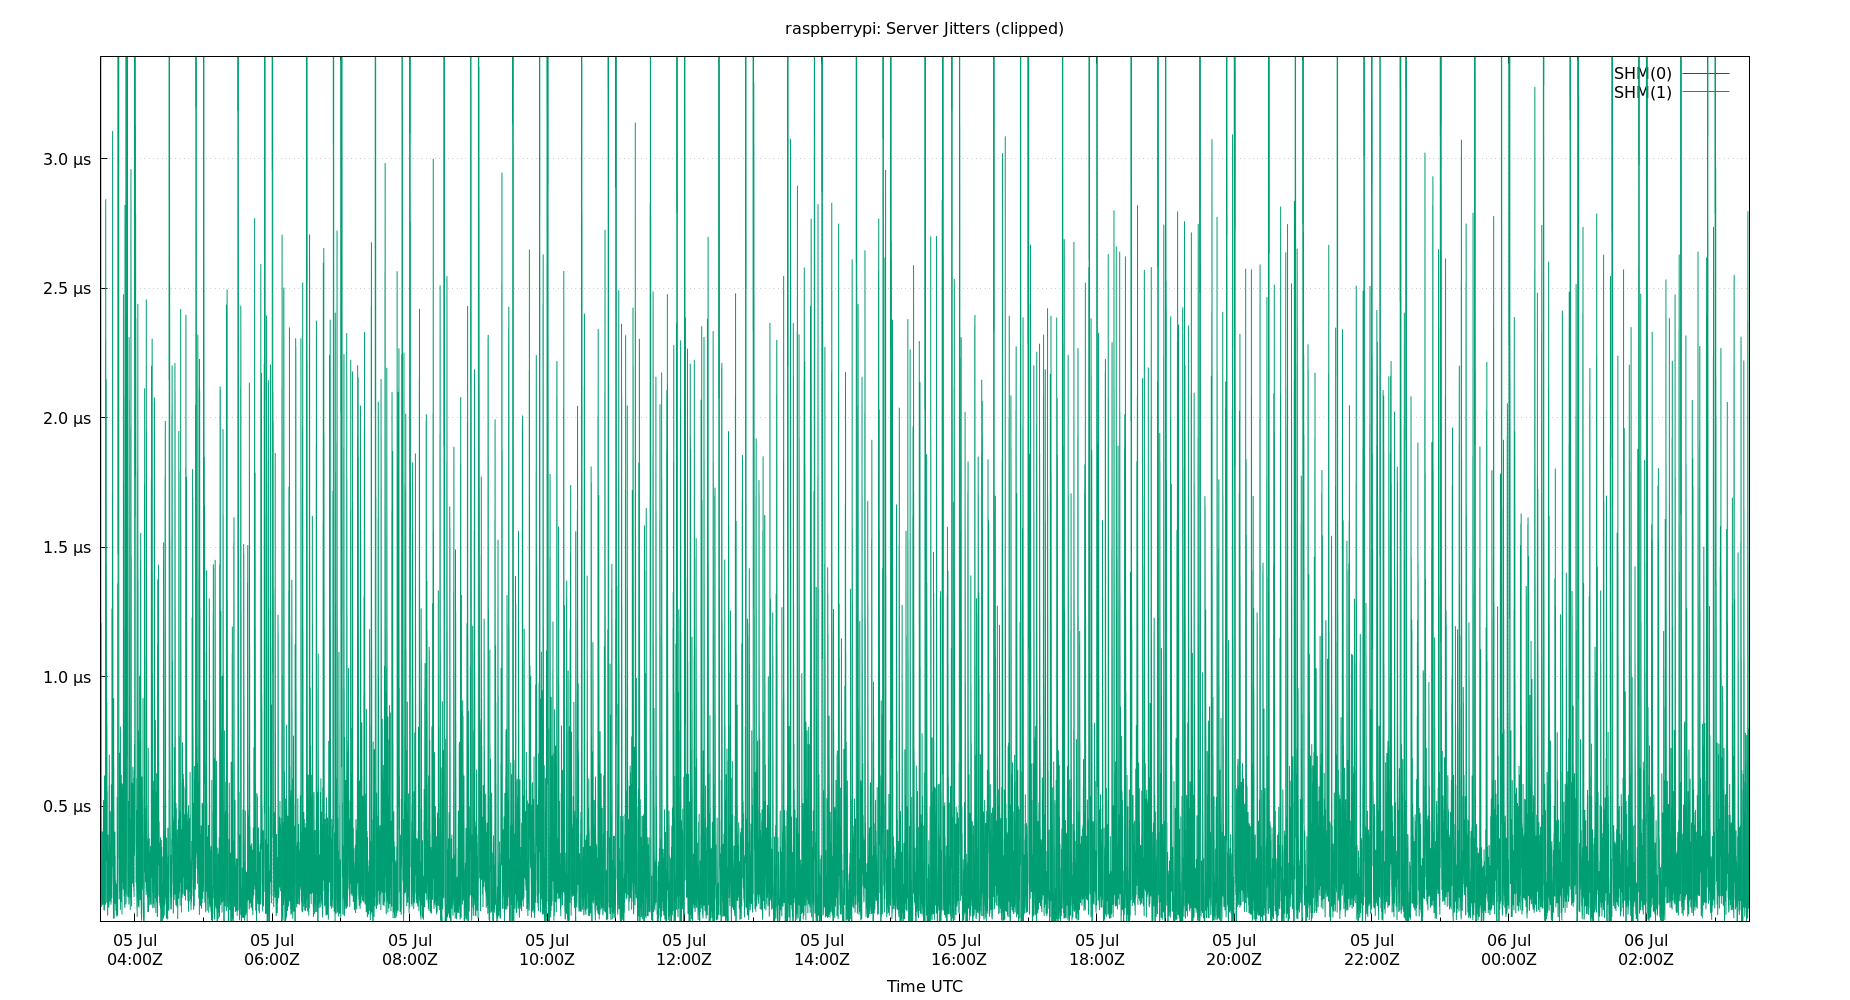 raspberrypi: Server Jitters (clipped)
SHM(0)
SHM(1)
3.0 µs
2.5 µs
2.0 µs
1.5 µs
1.0 µs
0.5 µs
05 Jul 05 Jul 05 Jul 05 Jul 05 Jul 05 Jul 05 Jul 05 Jul 05 Jul 05 Jul 06 Jul 06 Jul
04:00Z 06:00Z 08:00Z 10:00Z 12:00Z 14:00Z 16:00Z 18:00Z 20:00Z 22:00Z 00:00Z 02:00Z
Time UTC